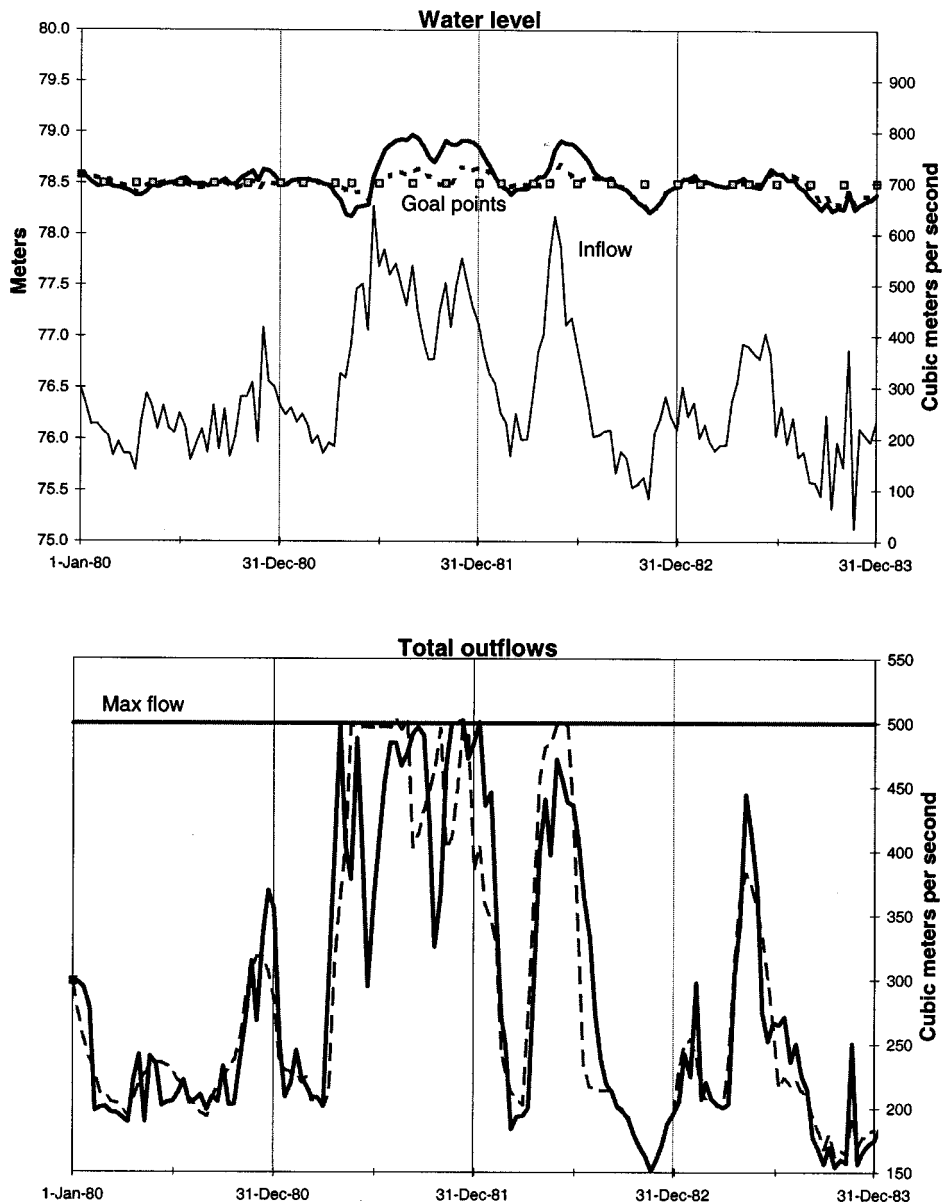 Water level
80.0
79.5
79.0
78.5
78.0
77.5
77.0
76.5
76.0
75.5
75.0
Meters
Goal points
Inflow
900
800
700
600
500
400
300
200
100
0
Cubic meters per second
1-Jan-80
31-Dec-80
31-Dec-81
31-Dec-82
31-Dec-83
Total outflows
Max flow
550
500
450
400
350
300
250
200
150
Cubic meters per second
1-Jan-80
31-Dec-80
31-Dec-81
31-Dec-82
31-Dec-83